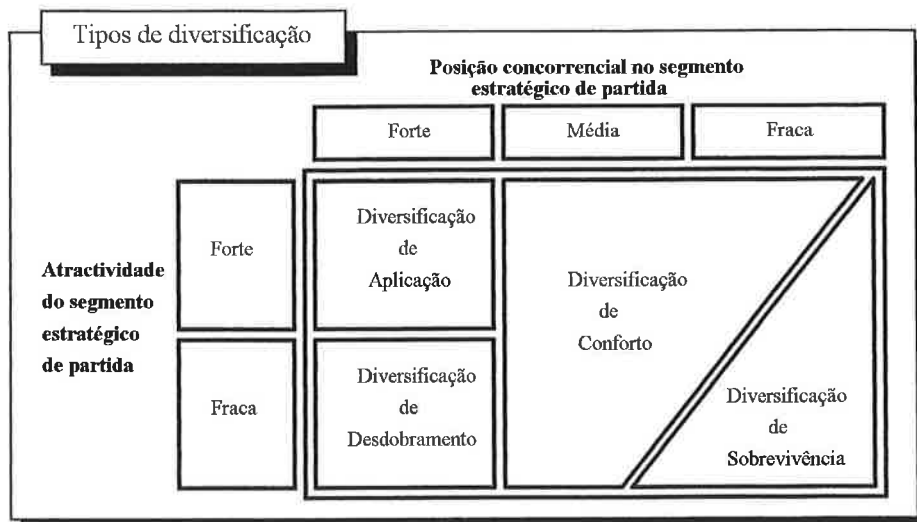 Tipos de diversificação
Posição concorrencial no segmento
estratégico de partida
Forte
Média
Fraca
Atractividade
do segmento
estratégico
de partida
Forte
Diversificação
de
Aplicação
Diversificação
de
Conforto
Fraca
Diversificação
de
Desdobramento
Diversificação
de
Sobrevivência